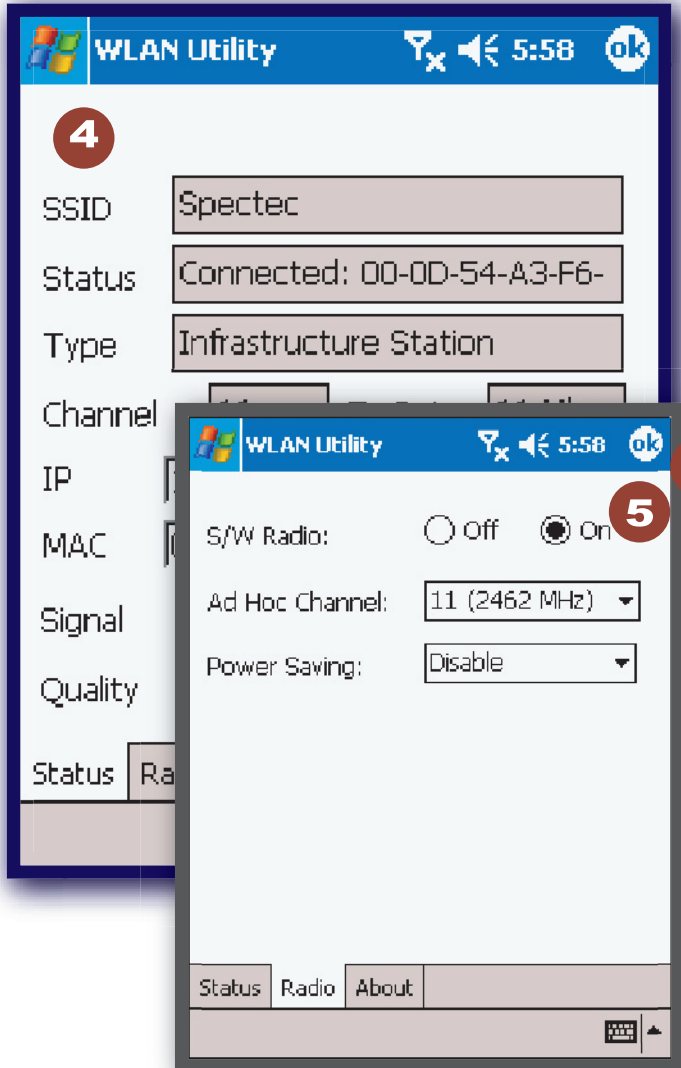 WLAN Utility 5:58 ok
4
SSID Spectec
Status Connected: 00-0D-54-A3-F6-
Type Infrastructure Station
Channel
IP
MAC
Signal
Quality
Status Ra
WLAN Utility 5:58 ok
5
S/W Radio: Off On
Ad Hoc Channel: 11 (2462 MHz)
Power Saving: Disable
Status Radio About